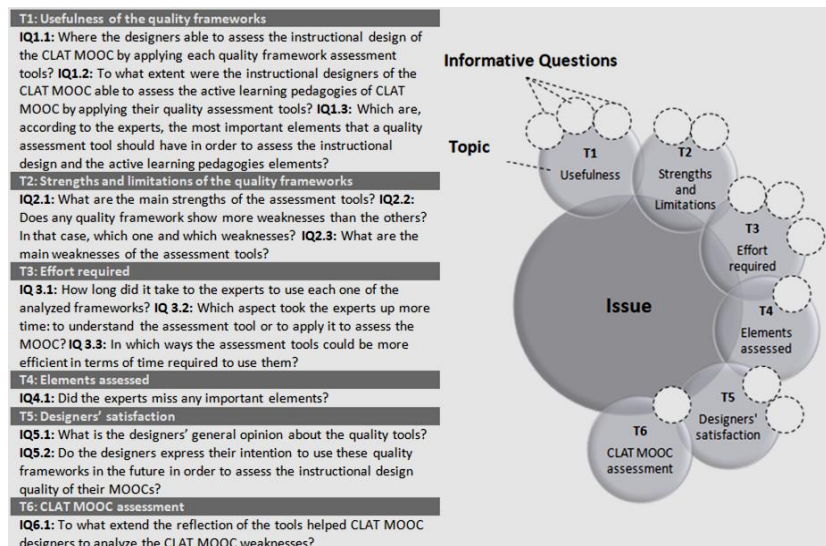 T1: Usefulness of the quality frameworks
IQ1.1: Where the designers able to assess the instructional design of
the CLAT MOOC by applying each quality framework assessment
tools? IQ1.2: To what extent were the instructional designers of the
CLAT MOOC able to assess the active learning pedagogies of CLAT
MOOC by applying their quality assessment tools? IQ1.3: Which are,
according to the experts, the most important elements that a quality
assessment tool should have in order to assess the instructional
design and the active learning pedagogies elements?
T2: Strengths and limitations of the quality frameworks
IQ2.1: What are the main strengths of the assessment tools? IQ2.2:
Does any quality framework show more weaknesses than the others?
In that case, which one and which weaknesses? IQ2.3: What are the
main weaknesses of the assessment tools?
T3: Effort required
IQ 3.1: How long did it take to the experts to use each one of the
analyzed frameworks? IQ 3.2: Which aspect took the experts up more
time: to understand the assessment tool or to apply it to assess the
MOOC? IQ 3.3: In which ways the assessment tools could be more
efficient in terms of time required to use them?
T4: Elements assessed
IQ4.1: Did the experts miss any important elements?
T5: Designers' satisfaction
IQ5.1: What is the designers' general opinion about the quality tools?
IQ5.2: Do the designers express their intention to use these quality
frameworks in the future in order to assess the instructional design
quality of their MOOCs?
T6: CLAT MOOC assessment
IQ6.1: To what extend the reflection of the tools helped CLAT MOOC
designers to analyze the CLAT MOOC weaknesses?
Informative Questions
Topic
T1
Usefulness
T2
Strengths
and
Limitations
T3
Effort
required
Issue
T4
Elements
assessed
T5
Designers'
satisfaction
T6
CLAT MOOC
assessment